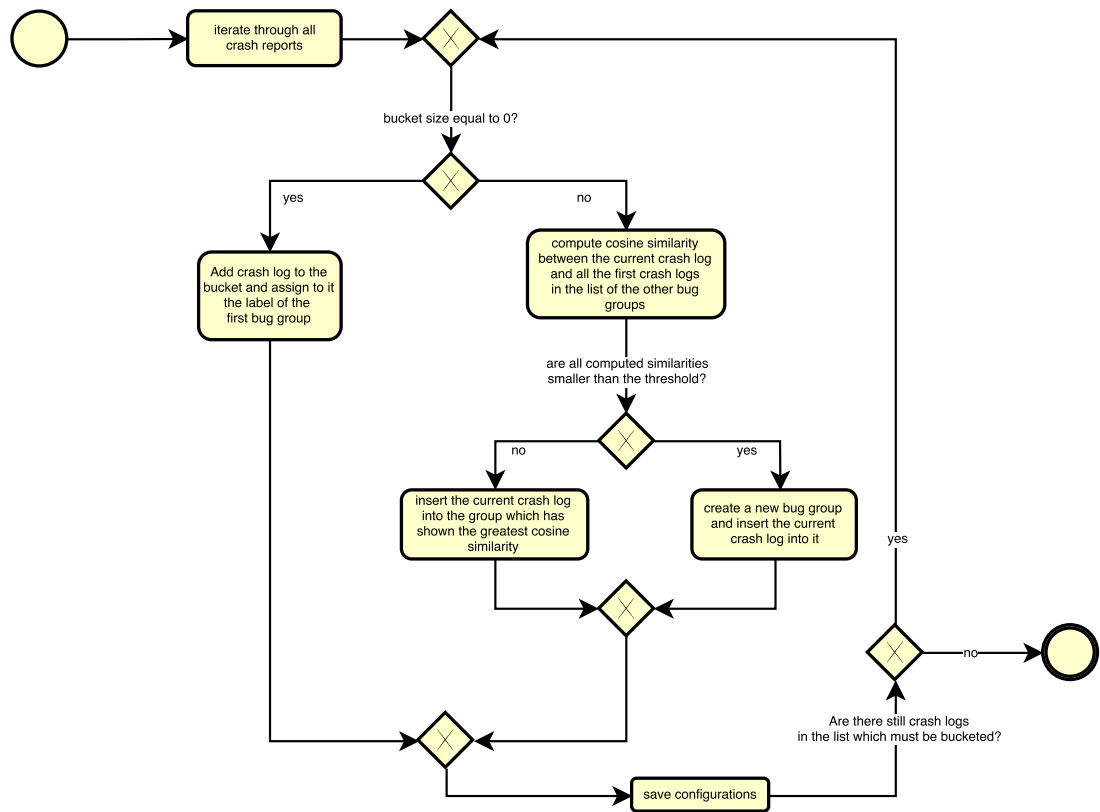 iterate through all
crash reports
bucket size equal to 0?
yes
no
Add crash log to the
bucket and assign to it
the label of the
first bug group
compute cosine similarity
between the current crash log
and all the first crash logs
in the list of the other bug
groups
are all computed similarities
smaller than the threshold?
no
yes
insert the current crash log
into the group which has
shown the greatest cosine
similarity
create a new bug group
and insert the current
crash log into it
yes
no
Are there still crash logs
in the list which must be bucketed?
save configurations